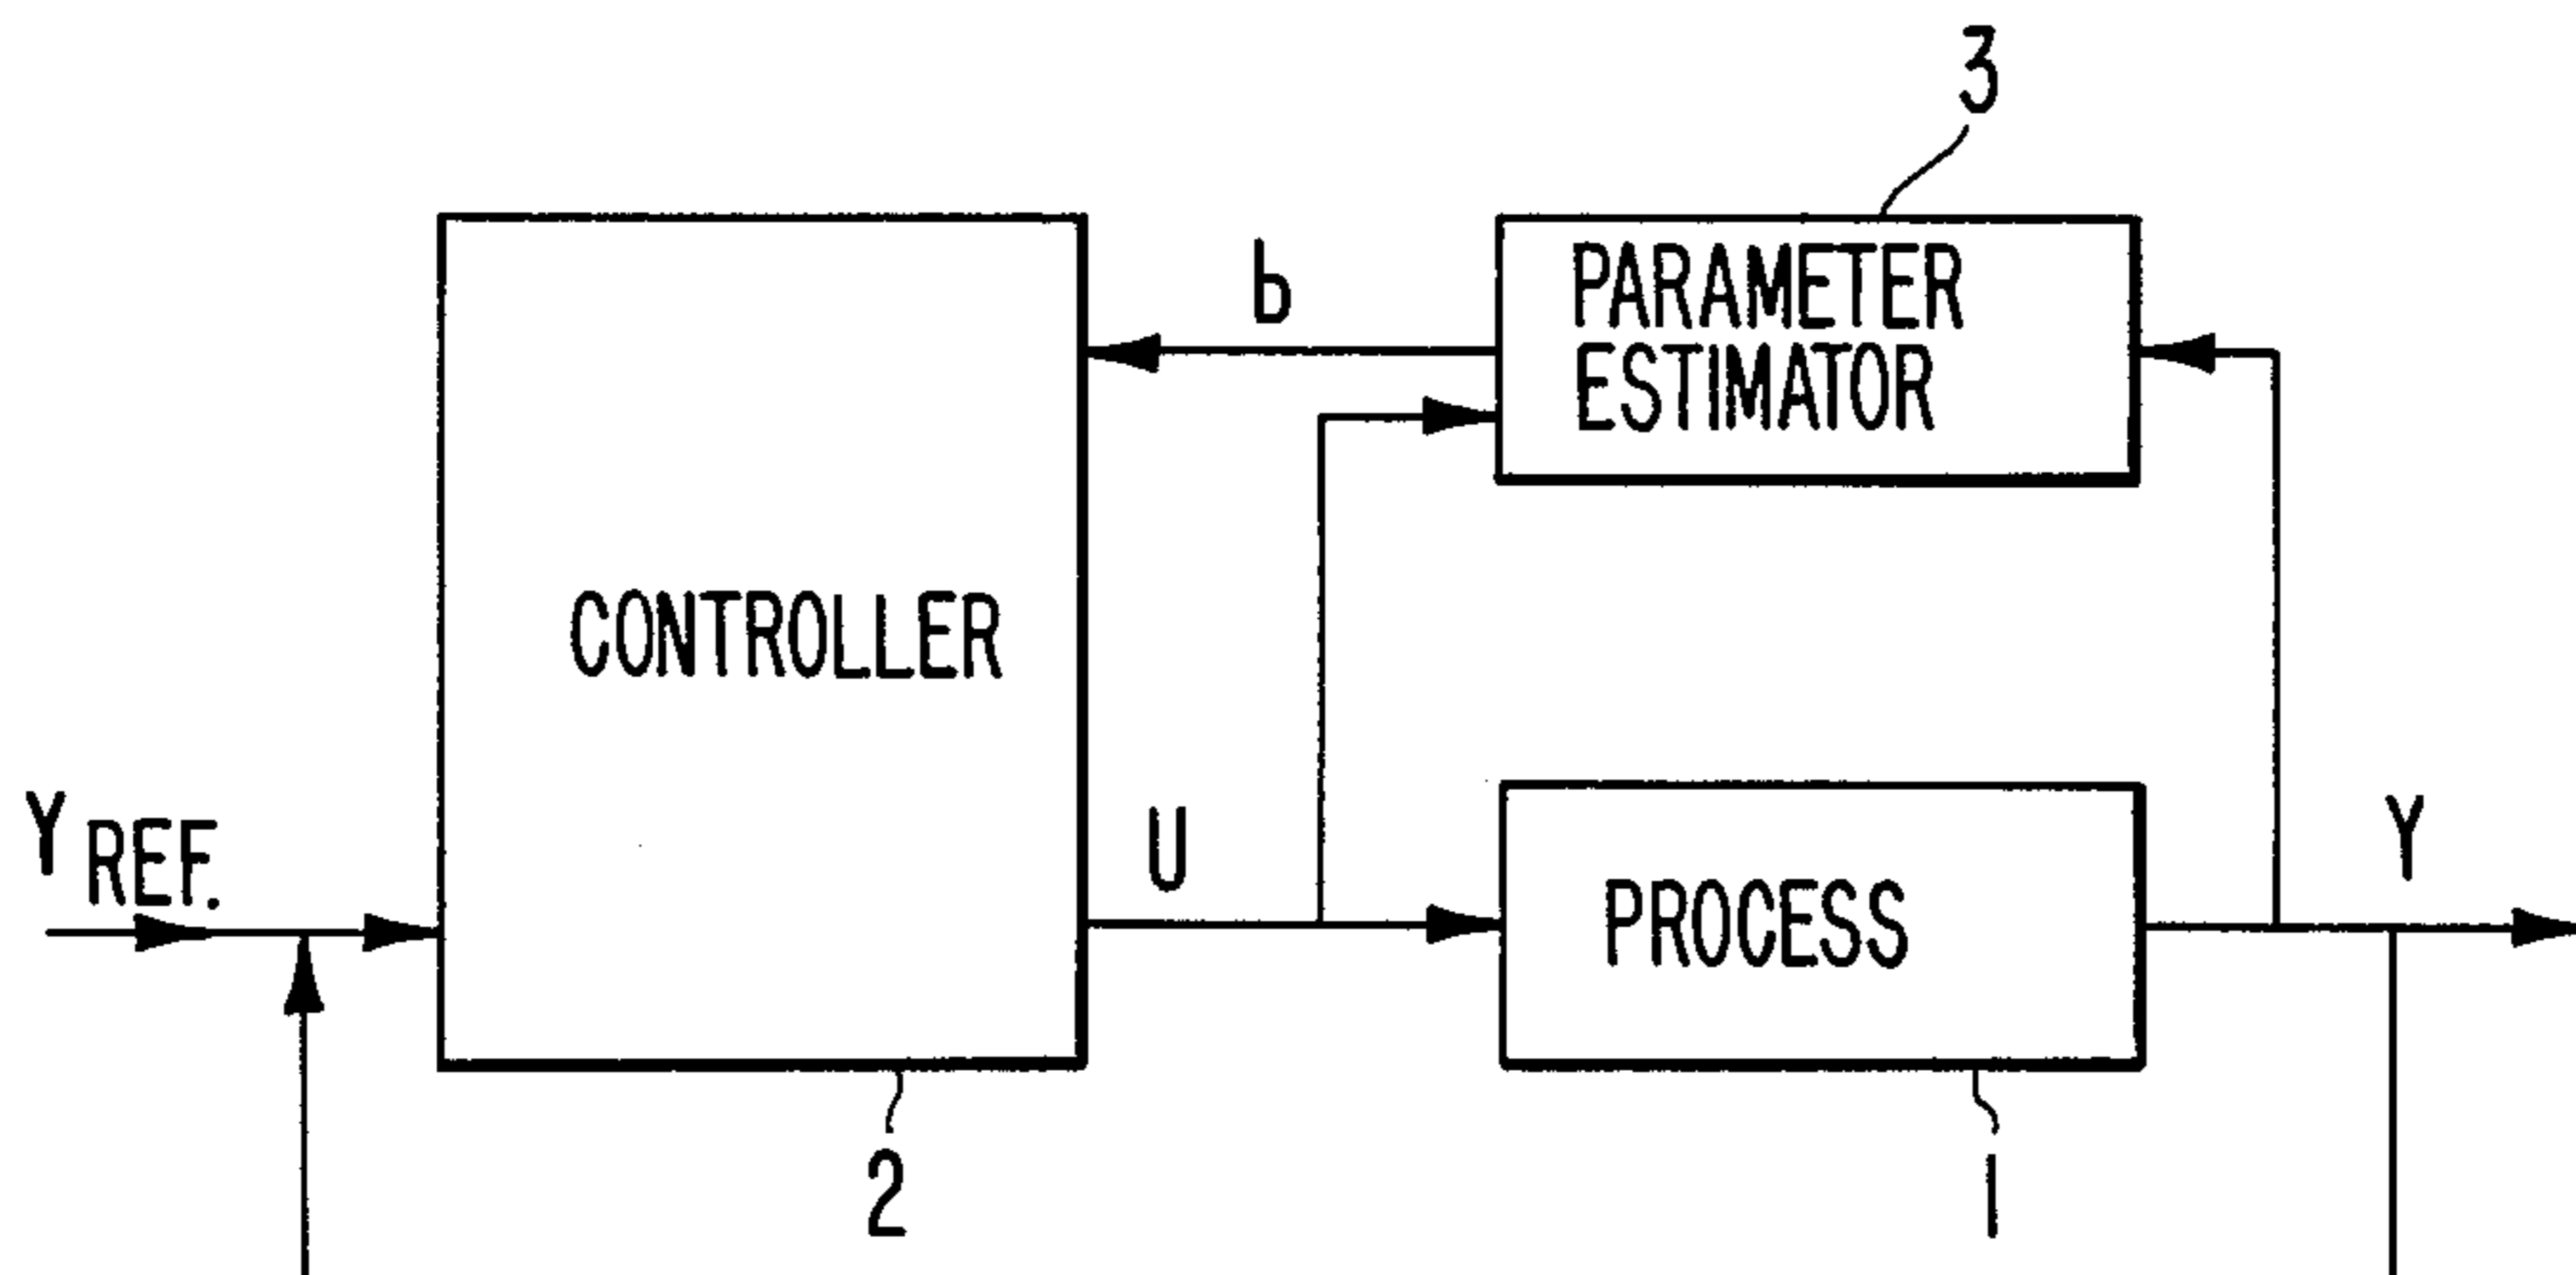 3
b
PARAMETER
ESTIMATOR
CONTROLLER
Y REF.
U
PROCESS
Y
2
1